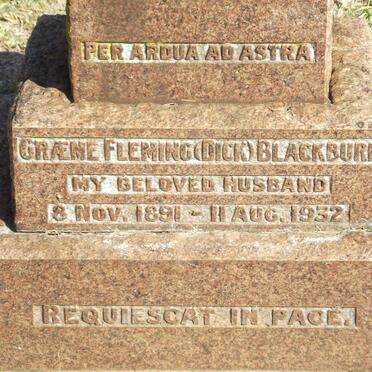 PER ARDUA AD ASTRA
GRÆME FLEMING (DICK) BLACKBURN
MY BELOVED HUSBAND
8 NOV. 1891 - 11 AUG. 1932
REQUIESCAT IN PACE.